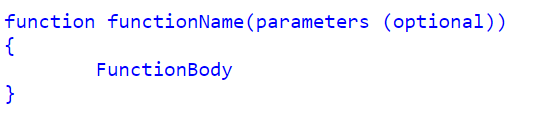 function functionName(parameters (optional))
{
FunctionBody
}